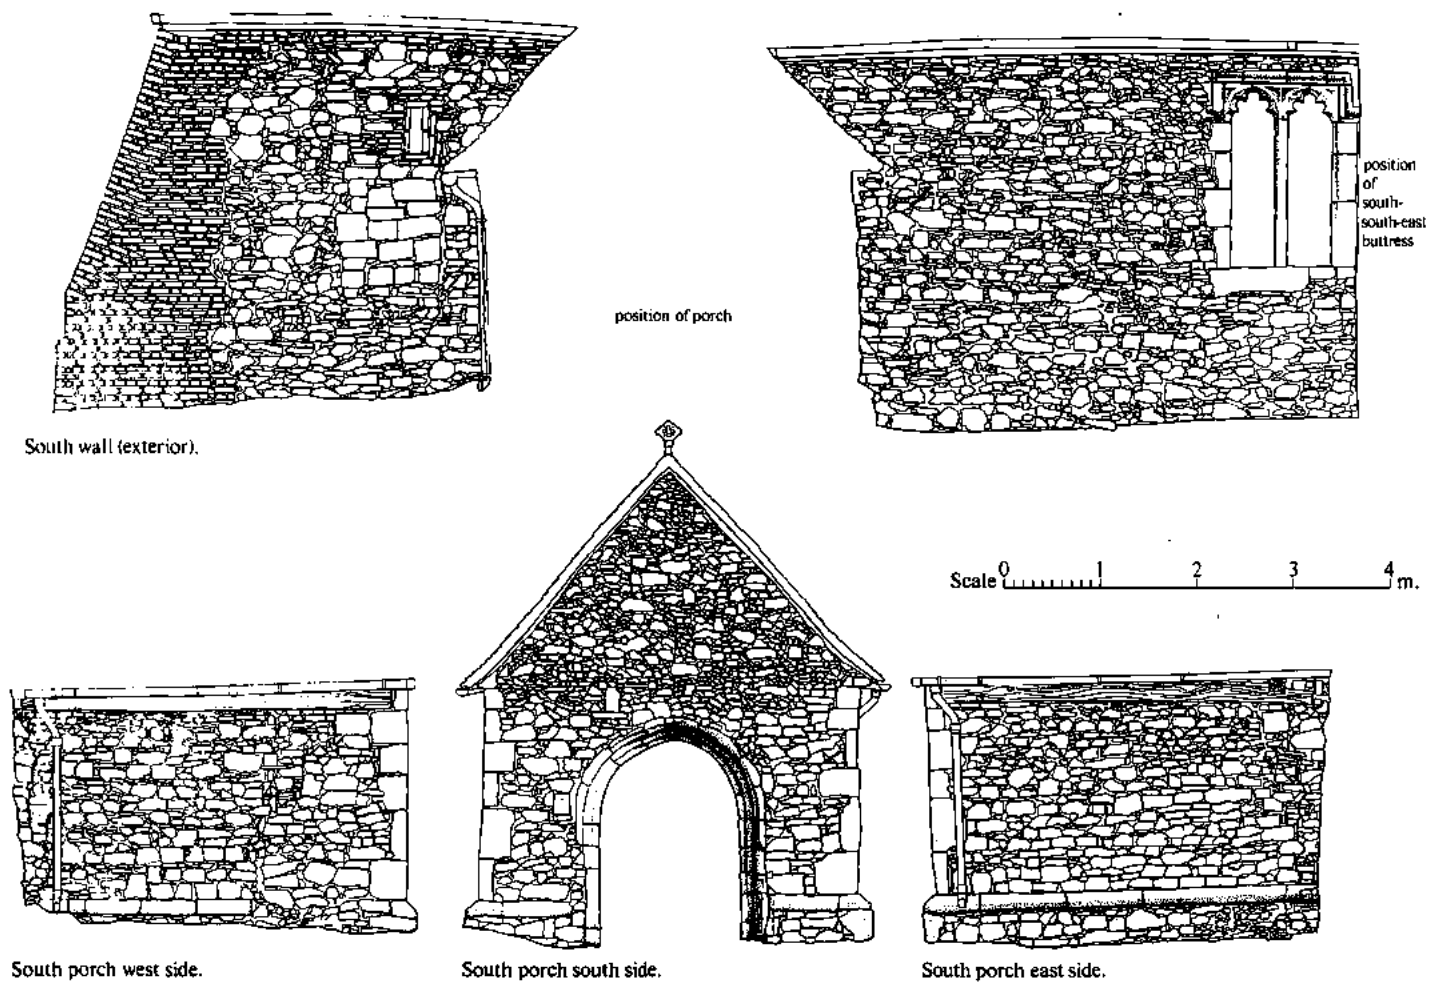 position
of
south-
south-east
buttress
position of porch
South wall (exterior).
Scale 0 1 2 3 4 m.
South porch west side.
South porch south side.
South porch east side.